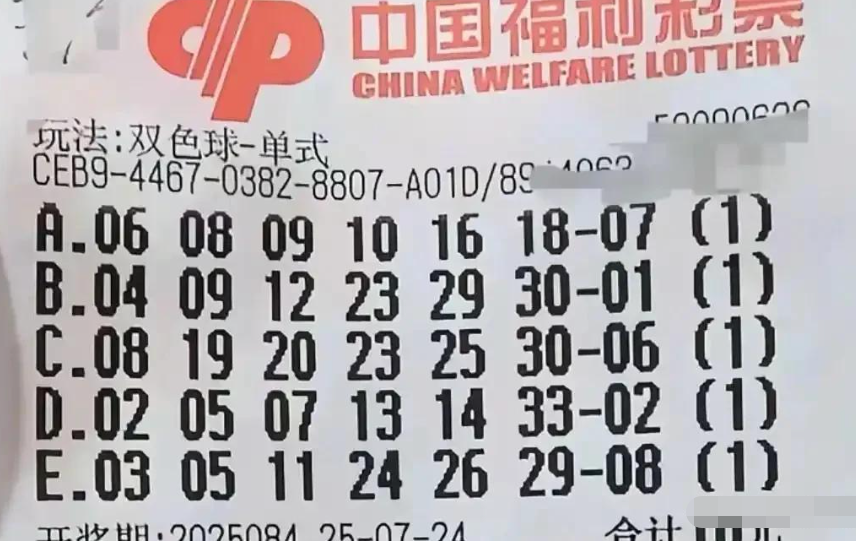 中国福利彩票
CHINA WELFARE LOTTERY
玩法:双色球-单式
CEB9-4467-0382-8807-A01D/89
A.06 08 09 10 16 18-07 (1)
B.04 09 12 23 29 30-01 (1)
C.08 19 20 23 25 30-06 (1)
D.02 05 07 13 14 33-02 (1)
E.03 05 11 24 26 29-08 (1)
开奖期:2025084 25-07-24 合计10元